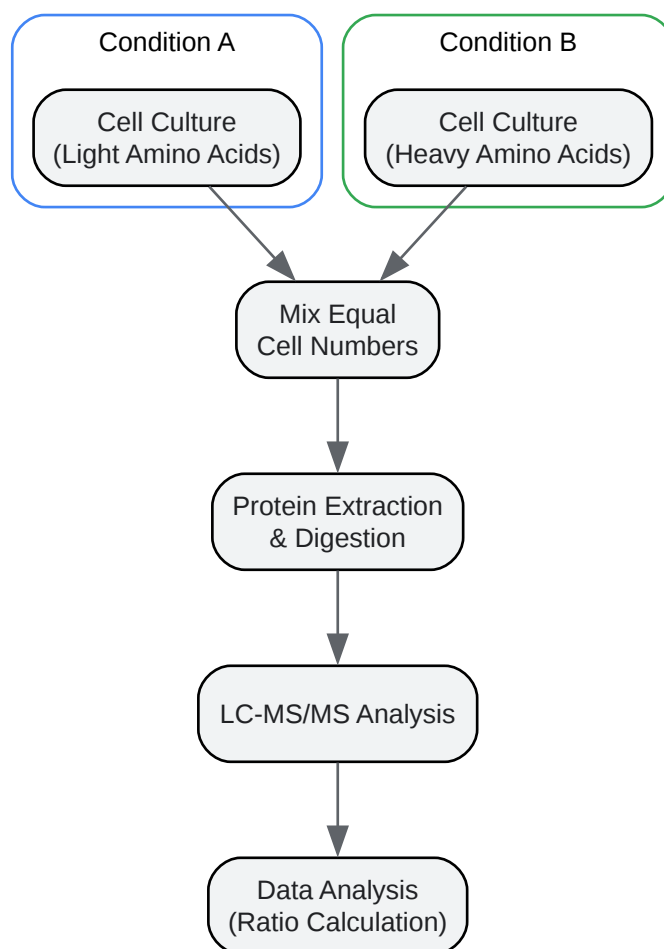 Condition A
Condition B
Cell Culture
(Light Amino Acids)
Cell Culture
(Heavy Amino Acids)
Mix Equal
Cell Numbers
Protein Extraction
& Digestion
LC-MS/MS Analysis
Data Analysis
(Ratio Calculation)